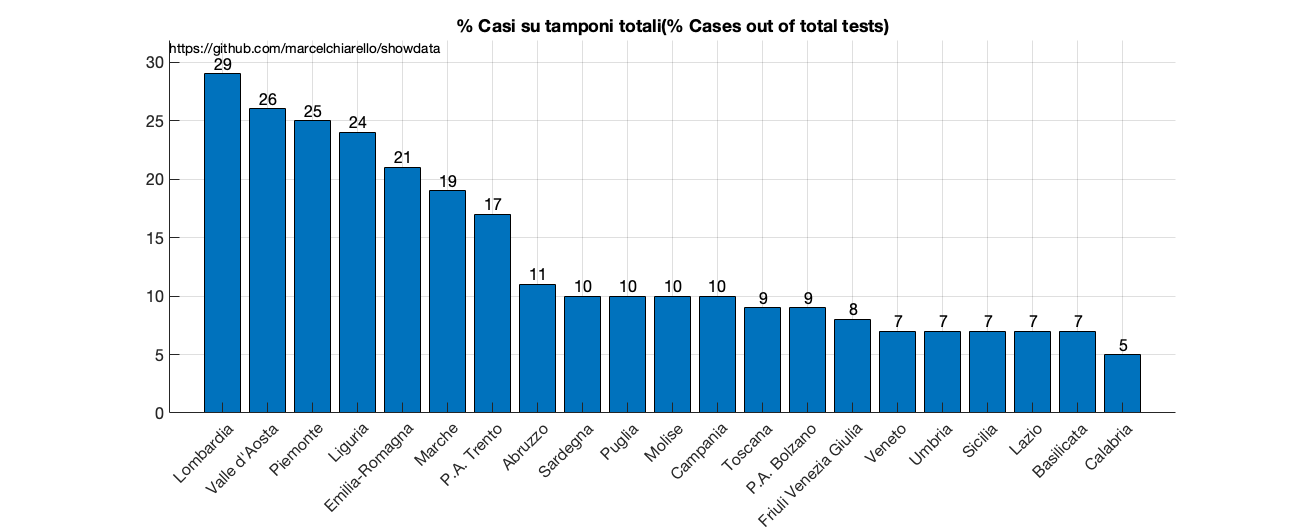 % Casi su tamponi totali(% Cases out of total tests)
https://github.com/marcelchiarello/showdata
30
25
20
15
10
5
0
29
26
25
24
21
19
17
11
10
10
10
10
9
9
8
7
7
7
7
7
5
Lombardia
Valle d'Aosta
Piemonte
Liguria
Emilia-Romagna
Marche
P.A. Trento
Abruzzo
Sardegna
Puglia
Molise
Campania
Toscana
P.A. Bolzano
Friuli Venezia Giulia
Veneto
Umbria
Sicilia
Lazio
Basilicata
Calabria